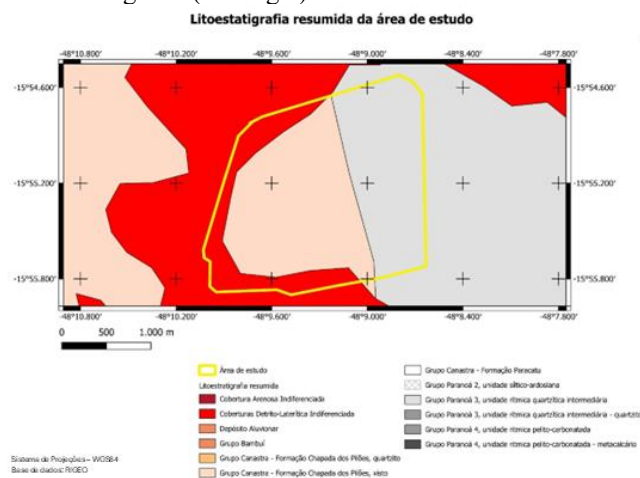 Litoestatigrafia resumida da área de estudo
-48°10.800' -48°10.200' -48°9.600' -48°9.000' -48°8.400' -48°7.800'
-15°54.600' -15°54.600'
-15°55.200' -15°55.200'
-15°55.800' -15°55.800'
-48°10.800' -48°10.200' -48°9.600' -48°9.000' -48°8.400' -48°7.800'
0 500 1.000 m
Área de estudo
Litoestatigrafia resumida
Cobertura Arenosa Indiferenciada
Coberturas Detrito-Laterítica Indiferenciada
Depósito Aluvionar
Grupo Bambuí
Grupo Canastra - Formação Chapada dos Pilões, quartzito
Grupo Canastra - Formação Chapada dos Pilões, xisto
Grupo Canastra - Formação Paracatu
Grupo Paranoá 2, unidade síltico-ardosiana
Grupo Paranoá 3, unidade rítmica quartzítica intermediária
Grupo Paranoá 3, unidade rítmica quartzítica intermediária - quartzito
Grupo Paranoá 4, unidade rítmica pelito-carbonatada
Grupo Paranoá 4, unidade rítmica pelito-carbonatada - metacalcário
Sistema de Projeções - WGS84
Base de dados: RIGEO